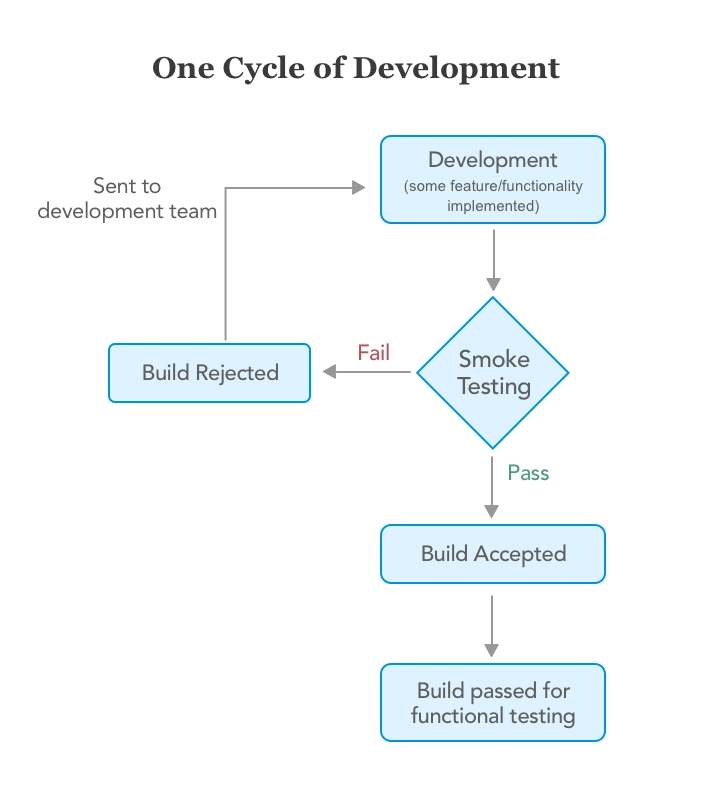 One Cycle of Development
Development
(some feature/functionality
implemented)
Sent to
development team
Smoke
Testing
Fail
Build Rejected
Pass
Build Accepted
Build passed for
functional testing